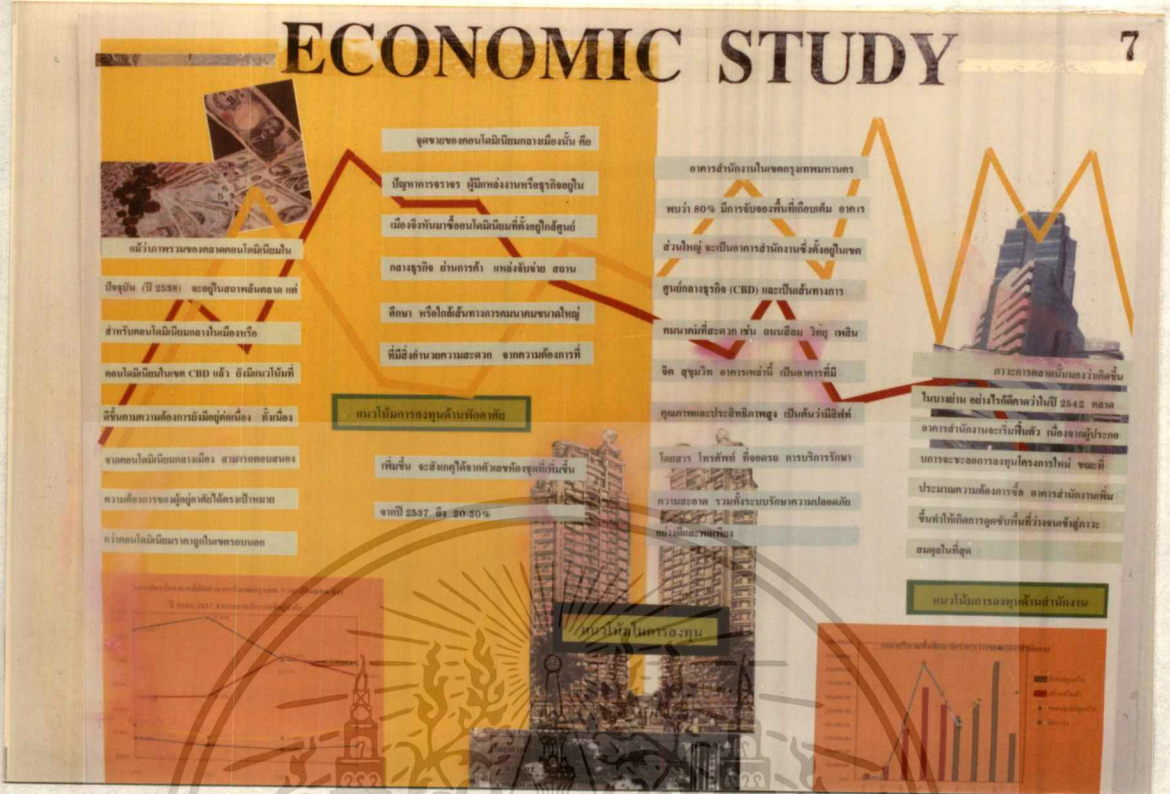 ECONOMIC STUDY
7
แม้ว่าภาพรวมของตลาดคอนโดมิเนียมใน
ปัจจุบัน (ปี 2538) จะอยู่ในสภาพล้นตลาด แต่
สำหรับคอนโดมิเนียมกลางในเมืองหรือ
คอนโดมิเนียมในเขต CBD แล้ว ยังมีแนวโน้มที่
ดีขึ้นตามความต้องการยังมีอยู่ต่อเนื่อง ทั้งเนื่อง
จากคอนโดมิเนียมกลางเมือง สามารถตอบสนอง
ความต้องการของผู้อยู่อาศัยได้ตรงเป้าหมาย
กว่าคอนโดมิเนียมราคาถูกในเขตรอบนอก
จุดขายของคอนโดมิเนียมกลางเมืองนั้น คือ
ปัญหาการจราจร ผู้มีแหล่งงานหรือธุรกิจอยู่ใน
เมืองจึงหันมาซื้อคอนโดมิเนียมที่ตั้งอยู่ใกล้ศูนย์
กลางธุรกิจ ย่านการค้า แหล่งจับจ่าย สถาน
ศึกษา หรือใกล้เส้นทางการคมนาคมขนาดใหญ่
ที่มีสิ่งอำนวยความสะดวก จากความต้องการที่
แนวโน้มการลงทุนด้านพักอาศัย
เพิ่มขึ้น จะสังเกตุได้จากตัวเลขห้องชุดที่เพิ่มขึ้น
จากปี 2537 ถึง 20-30%
อาคารสำนักงานในเขตกรุงเทพมหานคร
พบว่า 80% มีการจับจองพื้นที่เกือบเต็ม อาคาร
ส่วนใหญ่ จะเป็นอาคารสำนักงานซึ่งตั้งอยู่ในเขต
ศูนย์กลางธุรกิจ (CBD) และเป็นเส้นทางการ
คมนาคมที่สะดวก เช่น ถนนสีลม วิทยุ เพลิน
จิต สุขุมวิท อาคารเหล่านี้ เป็นอาคารที่มี
คุณภาพและประสิทธิภาพสูง เป็นต้นว่ามีลิฟท์
โดยสาร โทรศัพท์ ที่จอดรถ การบริการรักษา
ความสะอาด รวมทั้งระบบรักษาความปลอดภัย
อย่างดีและพอเพียง
แนวโน้มในการลงทุน
ภาวะการตลาดนั้นมองว่าเกิดขึ้น
ในบางย่าน อย่างไรก็ดีคาดว่าในปี 2542 ตลาด
อาคารสำนักงานจะเริ่มฟื้นตัว เนื่องจากผู้ประกอ
บการจะชะลอการลงทุนโครงการใหม่ ขณะที่
ประมาณความต้องการซื้อ อาคารสำนักงานเพิ่ม
ขึ้นทำให้เกิดการดูดซับพื้นที่ว่างจนเข้าสู่ภาวะ
สมดุลในที่สุด
แนวโน้มการลงทุนด้านสำนักงาน